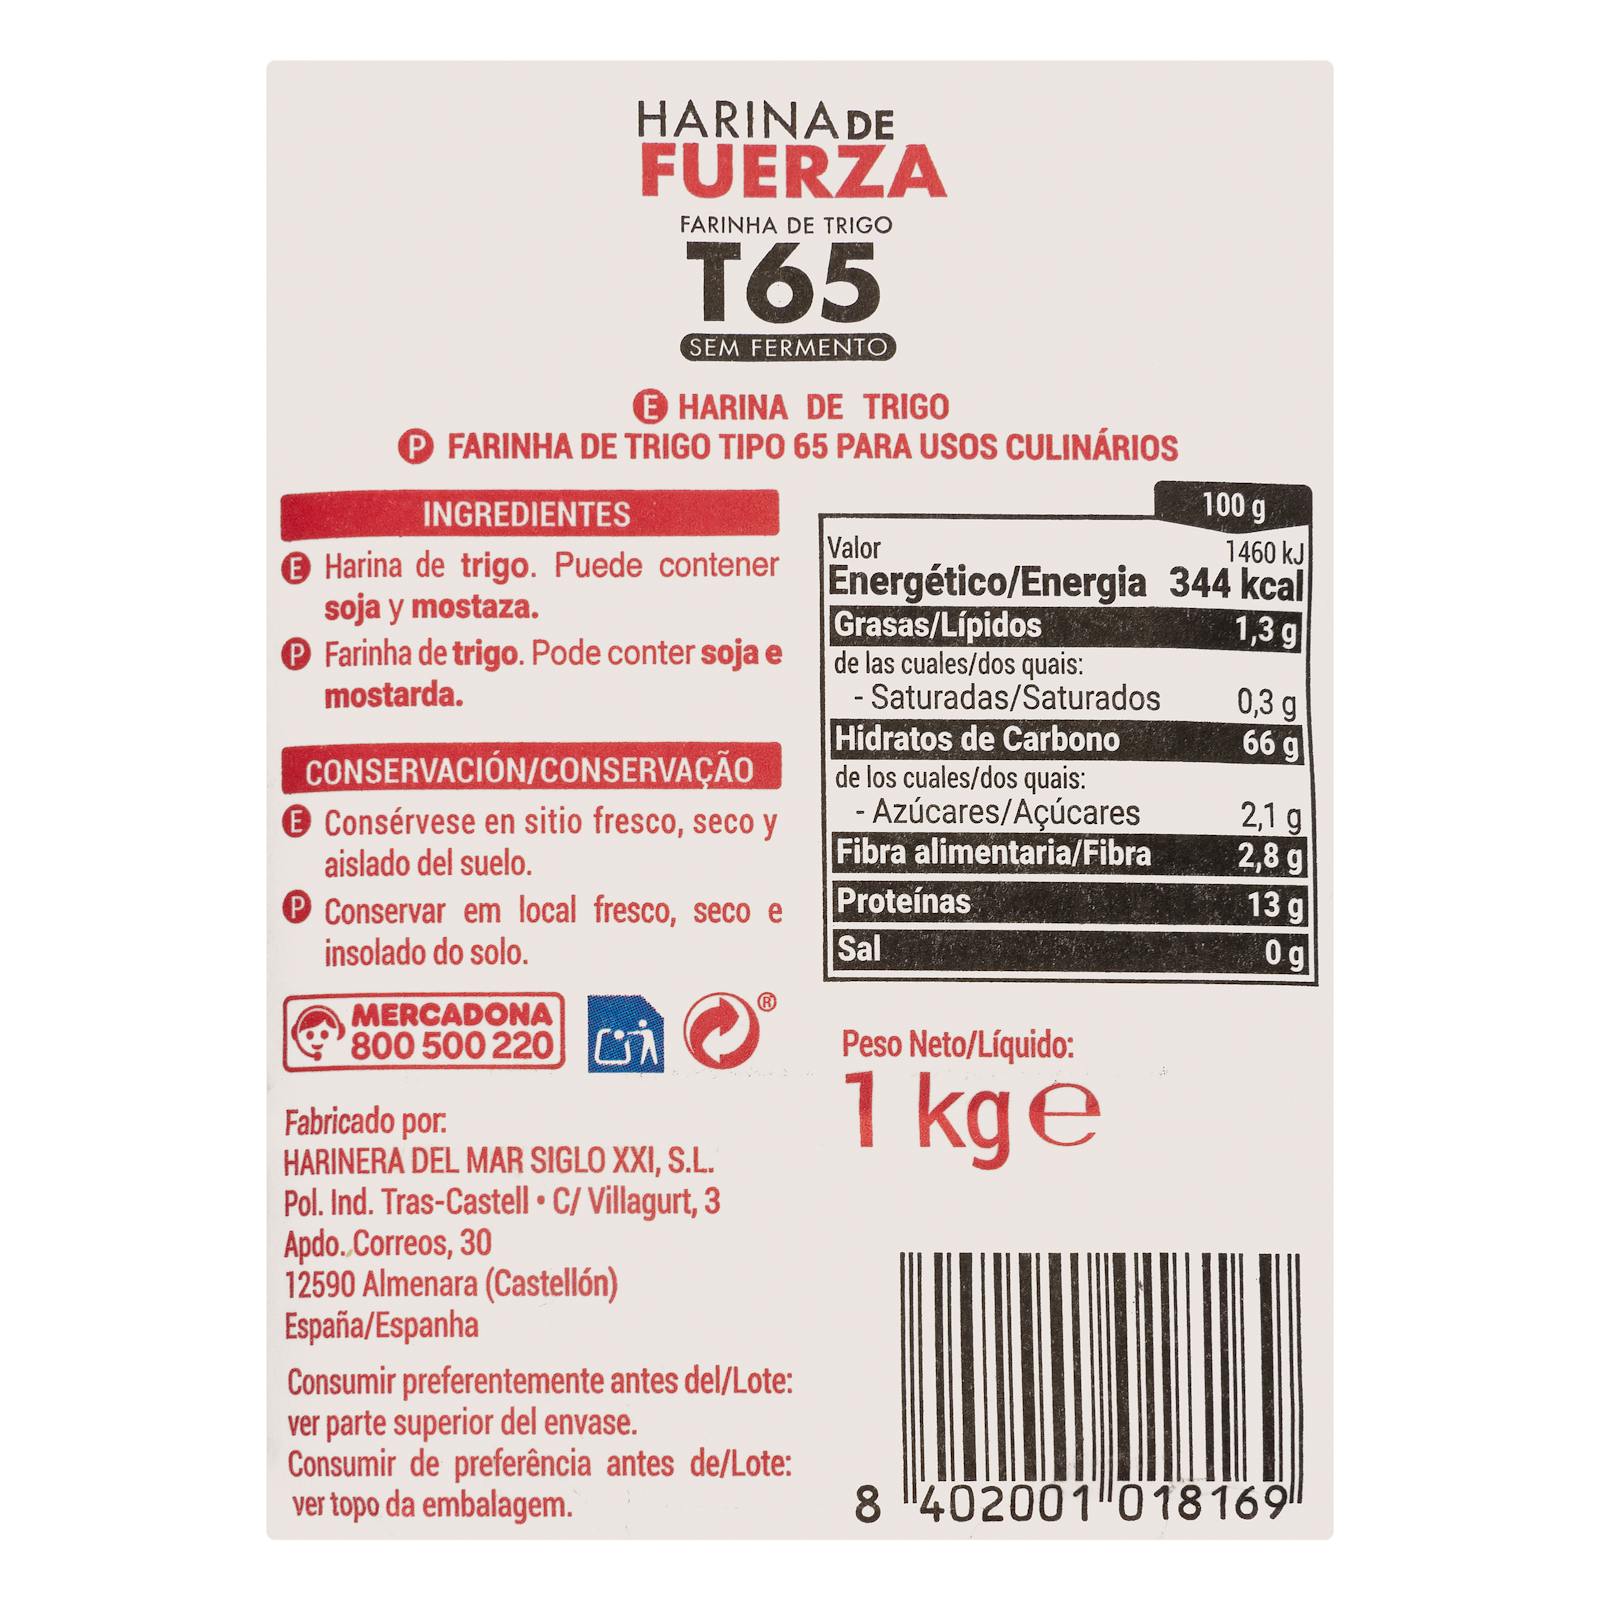 HARINA DE
FUERZA
FARINHA DE TRIGO
T65
SEM FERMENTO
E HARINA DE TRIGO
P FARINHA DE TRIGO TIPO 65 PARA USOS CULINÁRIOS
INGREDIENTES
E Harina de trigo. Puede contener
soja y mostaza.
P Farinha de trigo. Pode conter soja e
mostarda.
CONSERVACIÓN/CONSERVAÇÃO
E Consérvese en sitio fresco, seco y
aislado del suelo.
P Conservar em local fresco, seco e
insolado do solo.
MERCADONA
800 500 220
®
Fabricado por:
HARINERA DEL MAR SIGLO XXI, S.L.
Pol. Ind. Tras-Castell • C/ Villagurt, 3
Apdo. Correos, 30
12590 Almenara (Castellón)
España/Espanha
Consumir preferentemente antes del/Lote:
ver parte superior del envase.
Consumir de preferência antes de/Lote:
ver topo da embalagem.
100 g
Valor 1460 kJ
Energético/Energia 344 kcal
Grasas/Lípidos 1,3 g
de las cuales/dos quais:
- Saturadas/Saturados 0,3 g
Hidratos de Carbono 66 g
de los cuales/dos quais:
- Azúcares/Açúcares 2,1 g
Fibra alimentaria/Fibra 2,8 g
Proteínas 13 g
Sal 0 g
Peso Neto/Líquido:
1 kg ℮
8 402001 018169